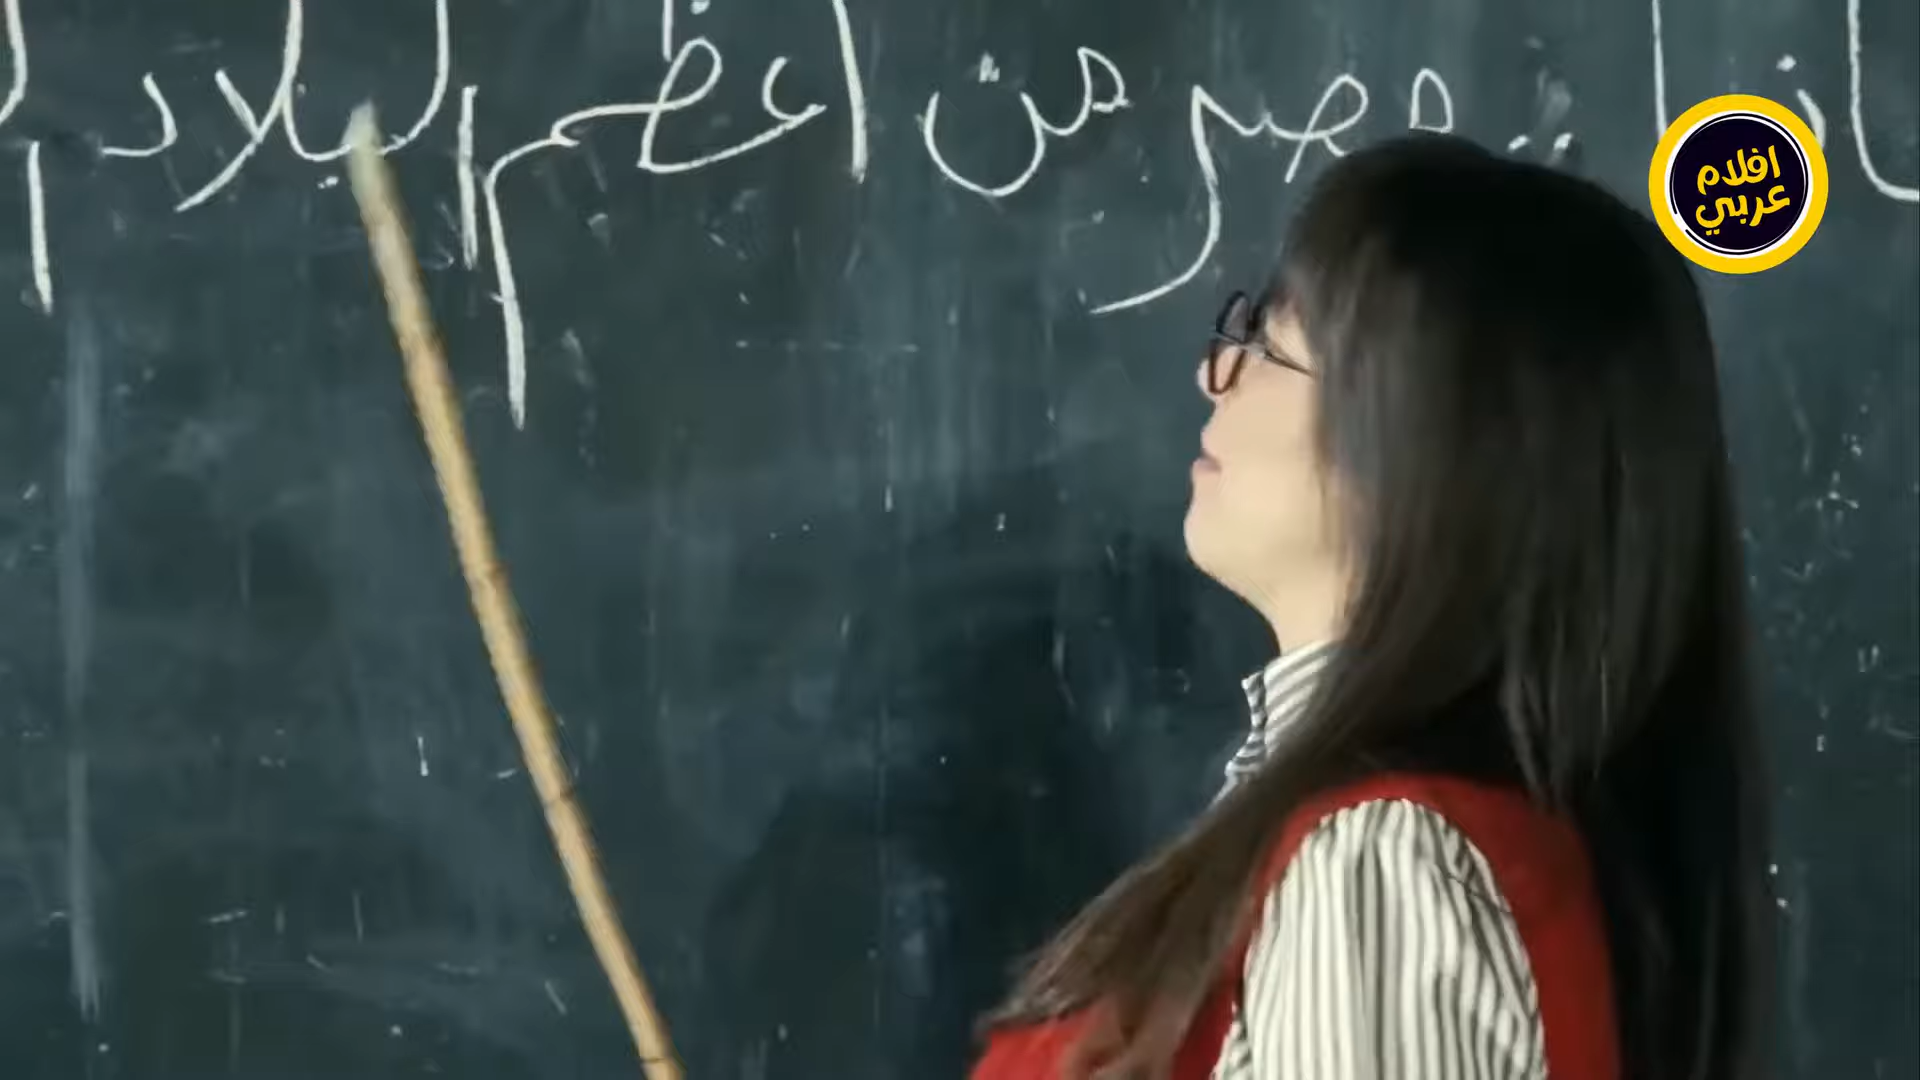 مصر من اعظم البلاد
افلام
عربي